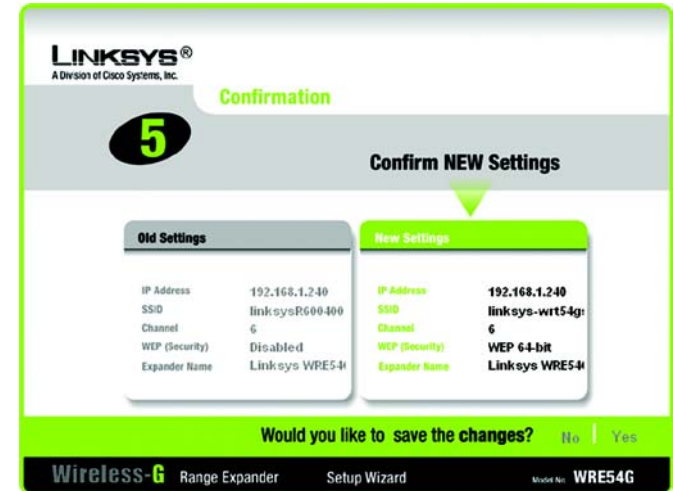 LINKSYS®
A Division of Cisco Systems, Inc.
Confirmation
5
Confirm NEW Settings
Old Settings
IP Address 192.168.1.240
SSID linksysR600400
Channel 6
WEP (Security) Disabled
Expander Name Linksys WRE54
New Settings
IP Address 192.168.1.240
SSID linksys-wrt54g
Channel 6
WEP (Security) WEP 64-bit
Expander Name Linksys WRE54
Would you like to save the changes? No Yes
Wireless-G Range Expander Setup Wizard Model No WRE54G